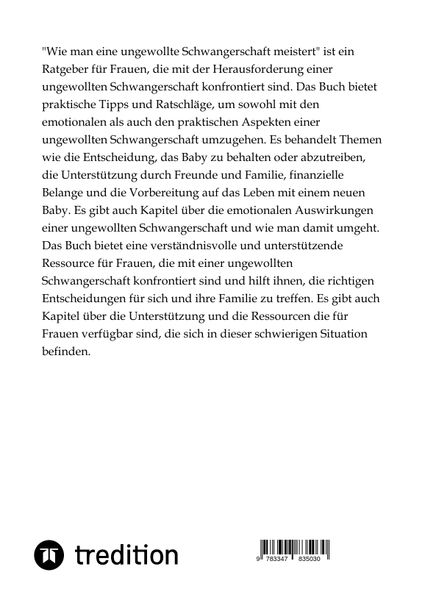 "Wie man eine ungewollte Schwangerschaft meistert" ist ein
Ratgeber für Frauen, die mit der Herausforderung einer
ungewollten Schwangerschaft konfrontiert sind. Das Buch bietet
praktische Tipps und Ratschläge, um sowohl mit den
emotionalen als auch den praktischen Aspekten einer
ungewollten Schwangerschaft umzugehen. Es behandelt Themen
wie die Entscheidung, das Baby zu behalten oder abzutreiben,
die Unterstützung durch Freunde und Familie, finanzielle
Belange und die Vorbereitung auf das Leben mit einem neuen
Baby. Es gibt auch Kapitel über die emotionalen Auswirkungen
einer ungewollten Schwangerschaft und wie man damit umgeht.
Das Buch bietet eine verständnisvolle und unterstützende
Ressource für Frauen, die mit einer ungewollten
Schwangerschaft konfrontiert sind und hilft ihnen, die richtigen
Entscheidungen für sich und ihre Familie zu treffen. Es gibt auch
Kapitel über die Unterstützung und die Ressourcen die für
Frauen verfügbar sind, die sich in dieser schwierigen Situation
befinden.
tredition
9 783347 835030